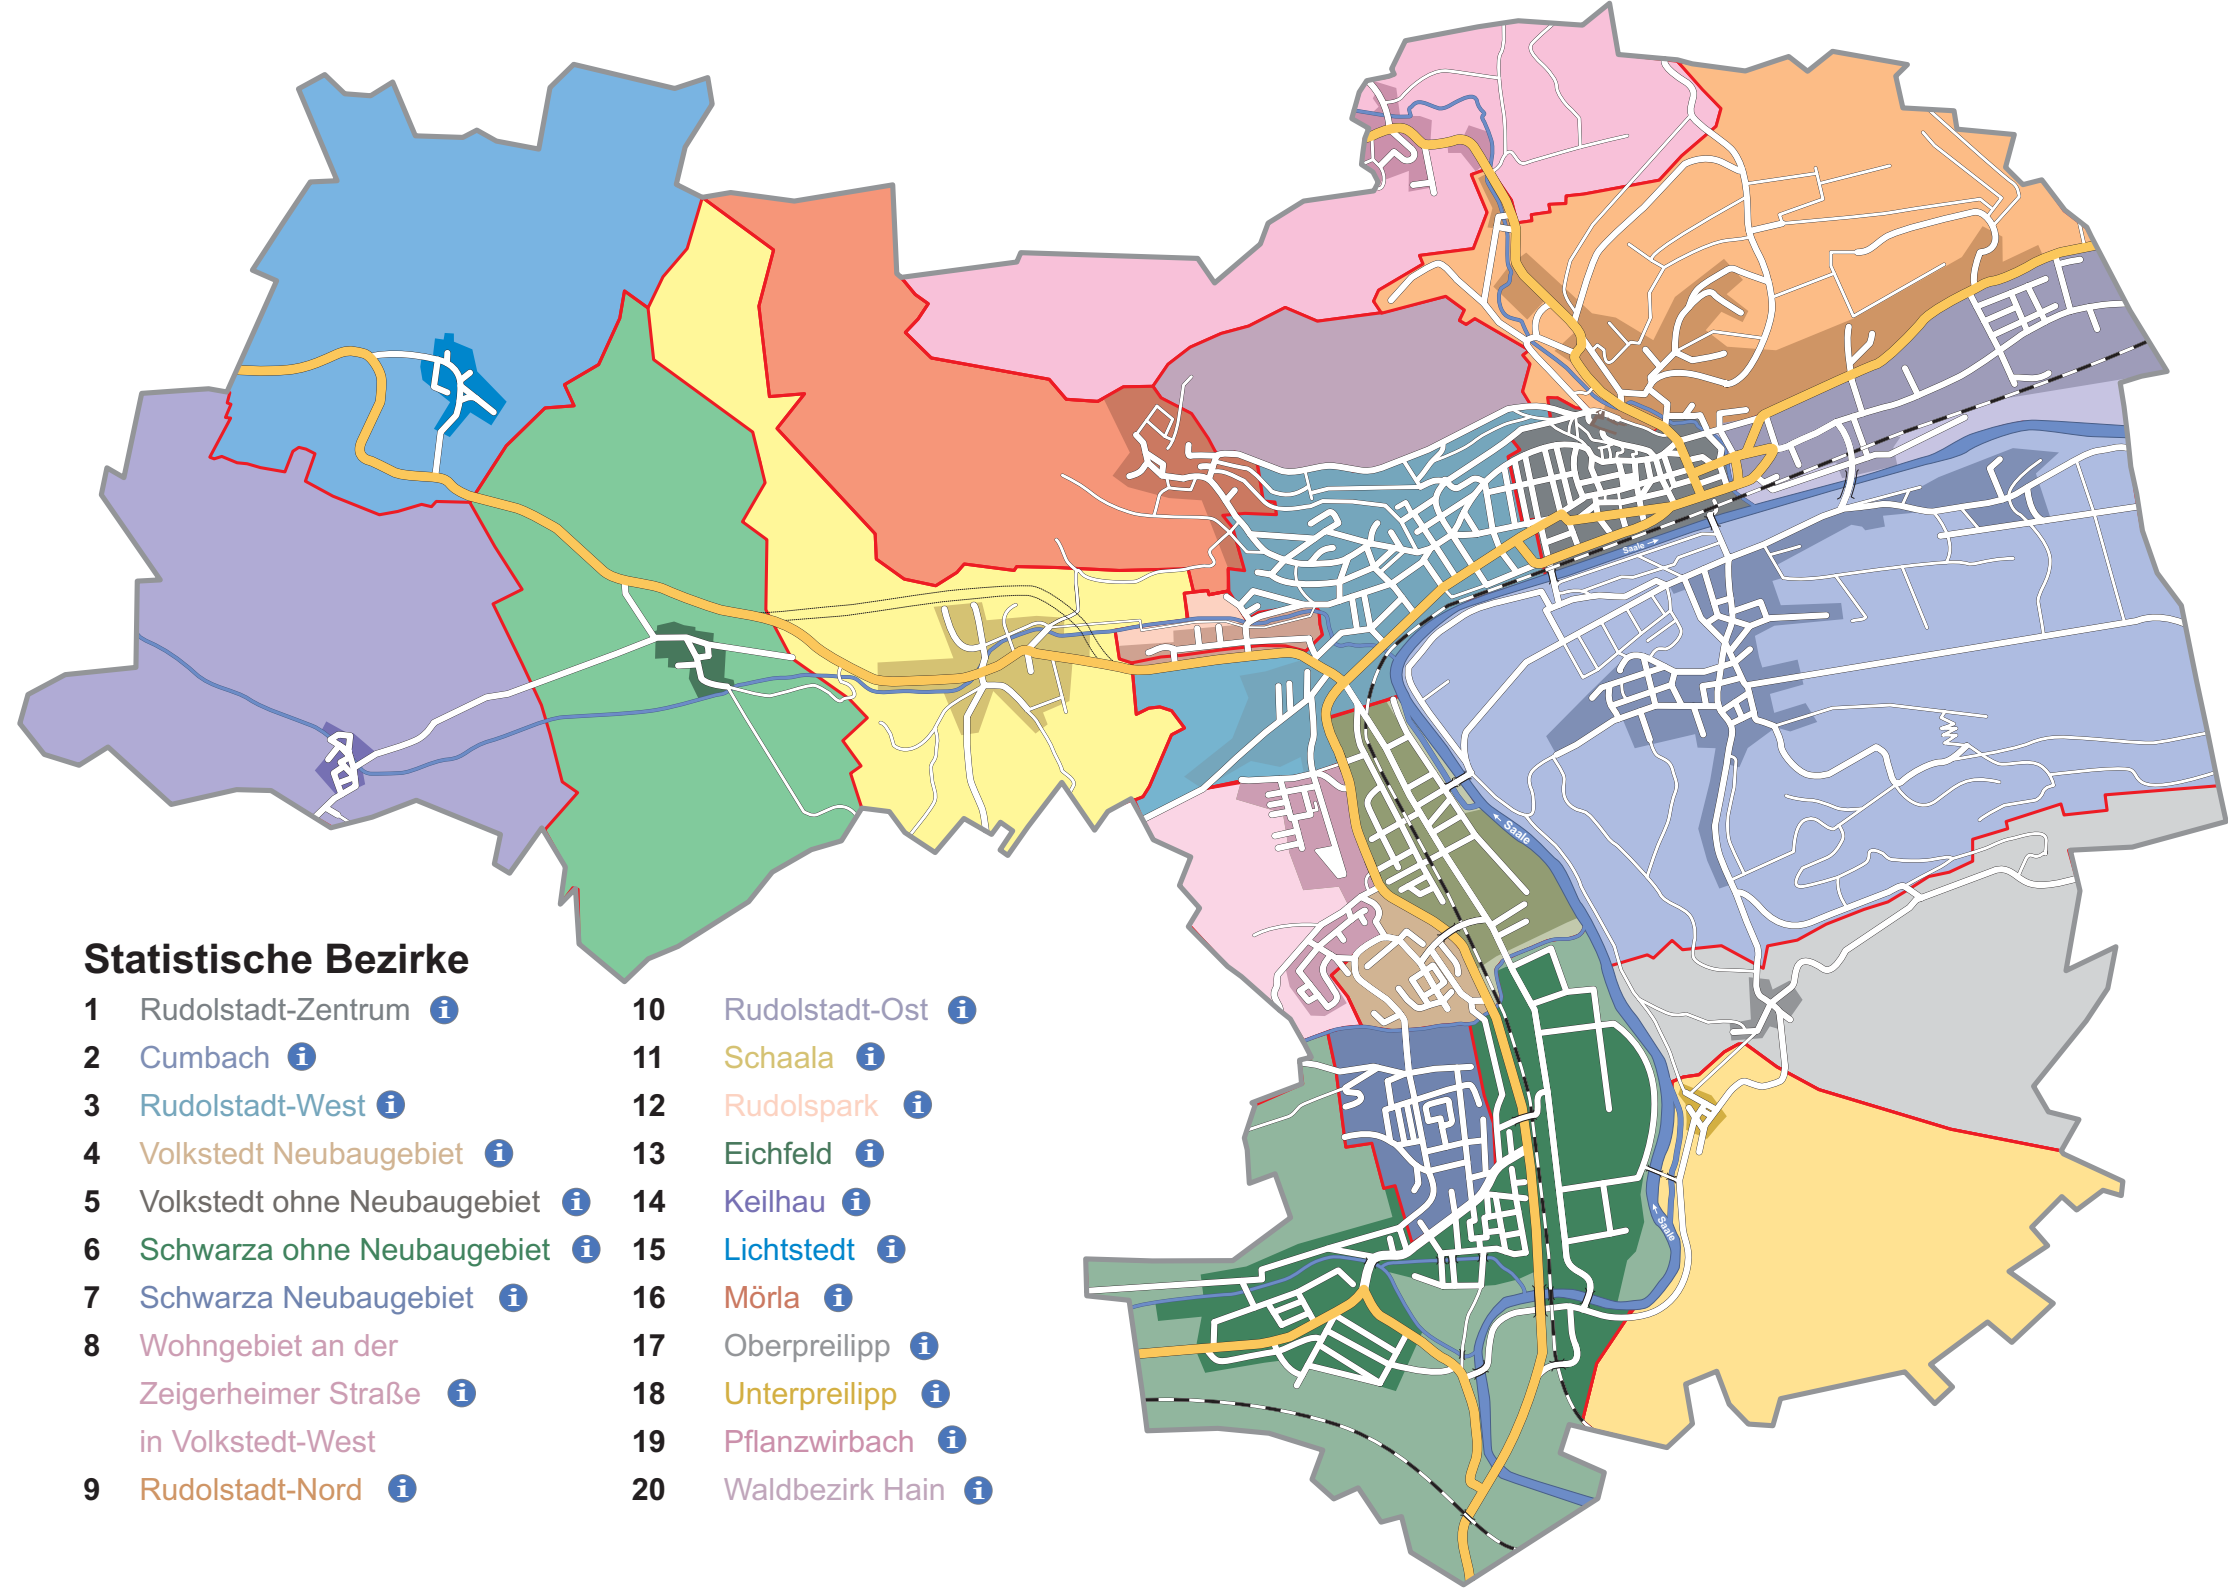 Saale →
← Saale
← Saale
Statistische Bezirke
1 Rudolstadt-Zentrum i
2 Cumbach i
3 Rudolstadt-West i
4 Volkstedt Neubaugebiet i
5 Volkstedt ohne Neubaugebiet i
6 Schwarza ohne Neubaugebiet i
7 Schwarza Neubaugebiet i
8 Wohngebiet an der
Zeigerheimer Straße i
in Volkstedt-West
9 Rudolstadt-Nord i
10 Rudolstadt-Ost i
11 Schaala i
12 Rudolspark i
13 Eichfeld i
14 Keilhau i
15 Lichtstedt i
16 Mörla i
17 Oberpreilipp i
18 Unterpreilipp i
19 Pflanzwirbach i
20 Waldbezirk Hain i